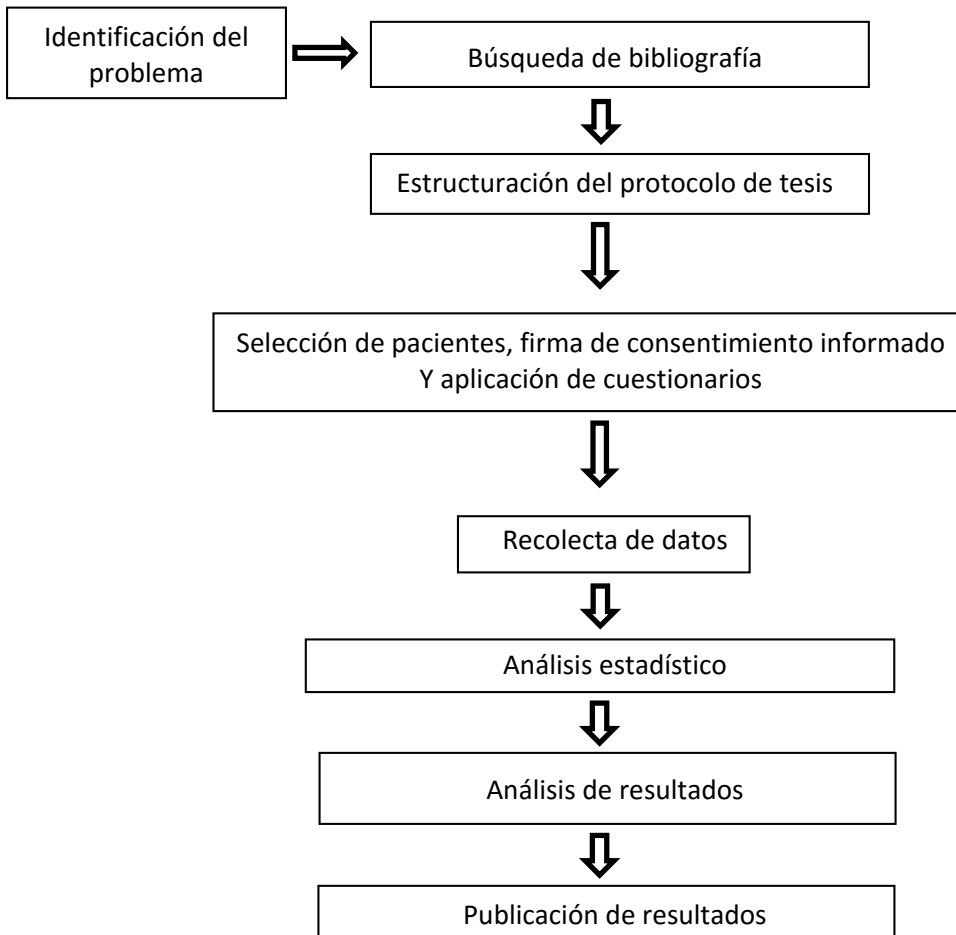 Identificación del
problema
Búsqueda de bibliografía
Estructuración del protocolo de tesis
Selección de pacientes, firma de consentimiento informado
Y aplicación de cuestionarios
Recolecta de datos
Análisis estadístico
Análisis de resultados
Publicación de resultados